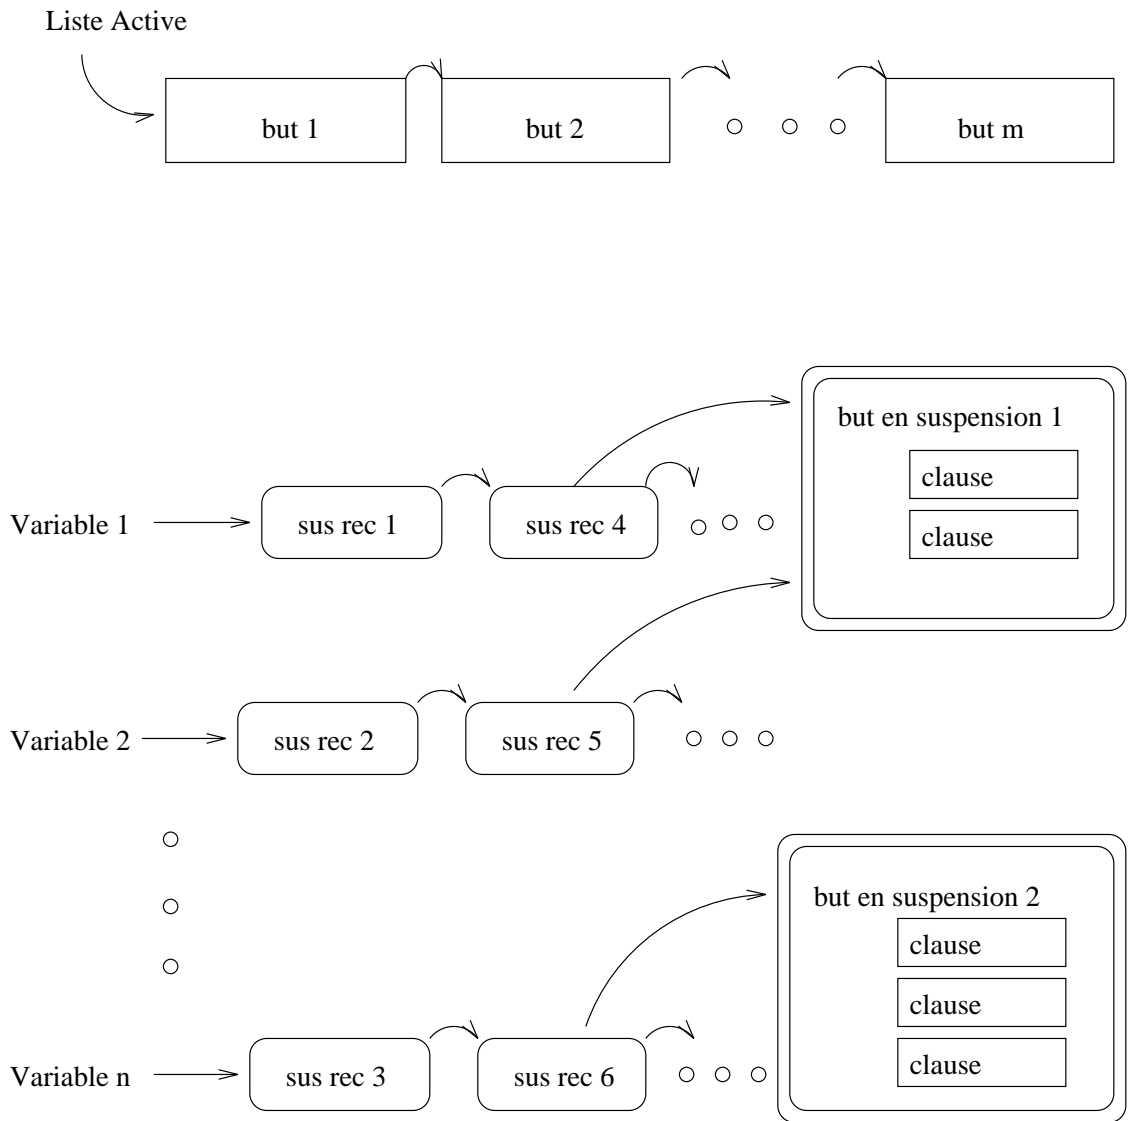 Liste Active
but 1
but 2
but m
but en suspension 1
clause
clause
Variable 1
sus rec 1
sus rec 4
Variable 2
sus rec 2
sus rec 5
but en suspension 2
clause
clause
clause
Variable n
sus rec 3
sus rec 6